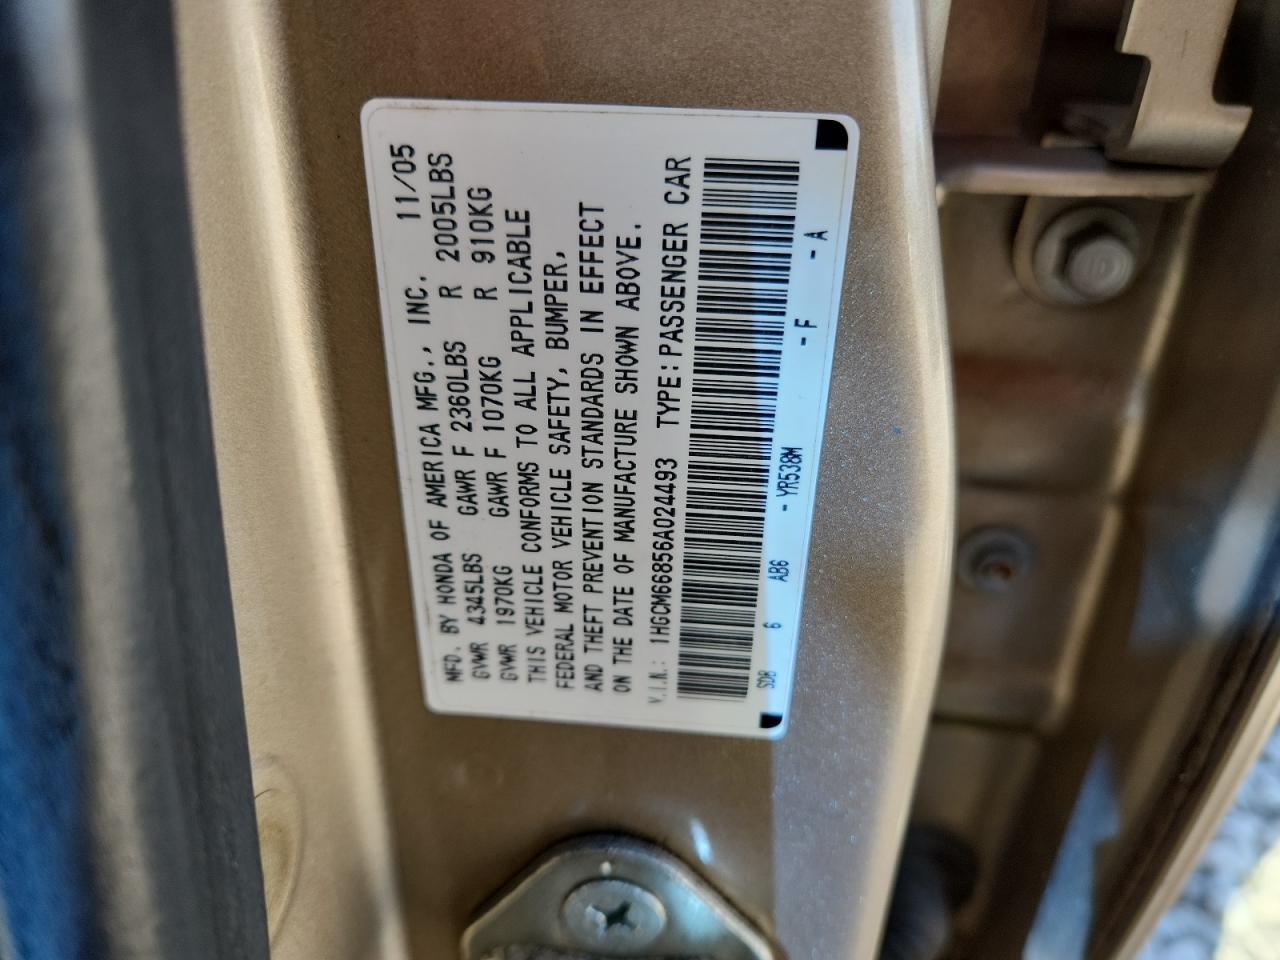 MFD. BY HONDA OF AMERICA MFG., INC. 11/05
GVWR 4345LBS GAWR F 2360LBS R 2005LBS
GVWR 1970KG GAWR F 1070KG R 910KG
THIS VEHICLE CONFORMS TO ALL APPLICABLE
FEDERAL MOTOR VEHICLE SAFETY, BUMPER,
AND THEFT PREVENTION STANDARDS IN EFFECT
ON THE DATE OF MANUFACTURE SHOWN ABOVE.
V.I.N.: 1HGCM66856A024493 TYPE:PASSENGER CAR
SDB 6 AB6 - YR538M - F - A